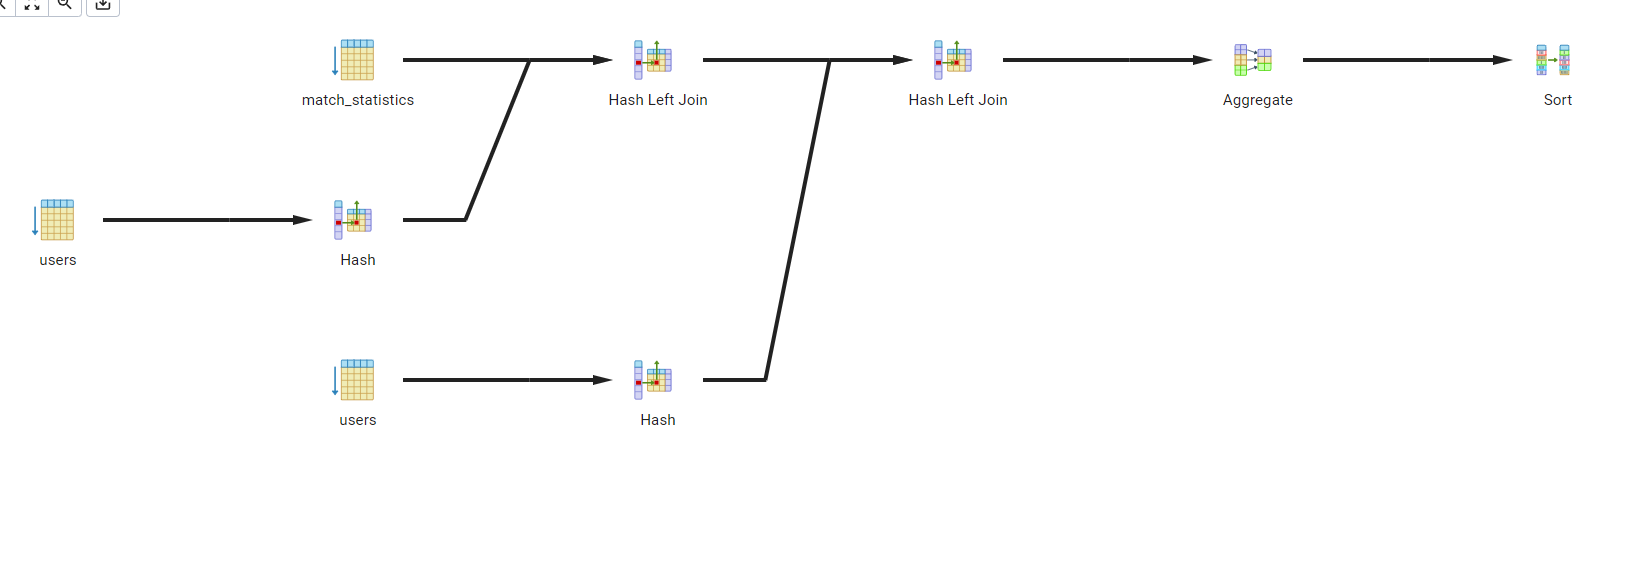 match_statistics
Hash Left Join
Hash Left Join
Aggregate
Sort
users
Hash
users
Hash